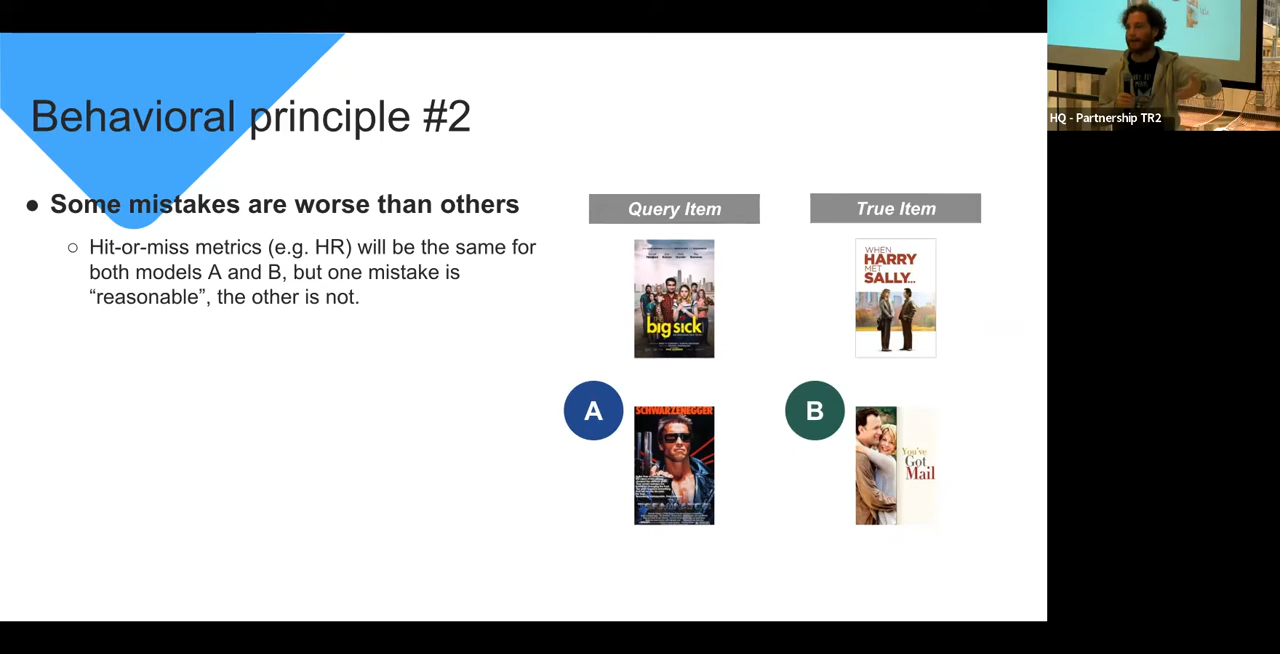 Behavioral principle #2
● Some mistakes are worse than others
○ Hit-or-miss metrics (e.g. HR) will be the same for
both models A and B, but one mistake is
“reasonable”, the other is not.
Query Item
True Item
big sick
WHEN
HARRY
MET
SALLY...
A
SCHWARZENEGGER
B
You've
Got
Mail
HQ - Partnership TR2